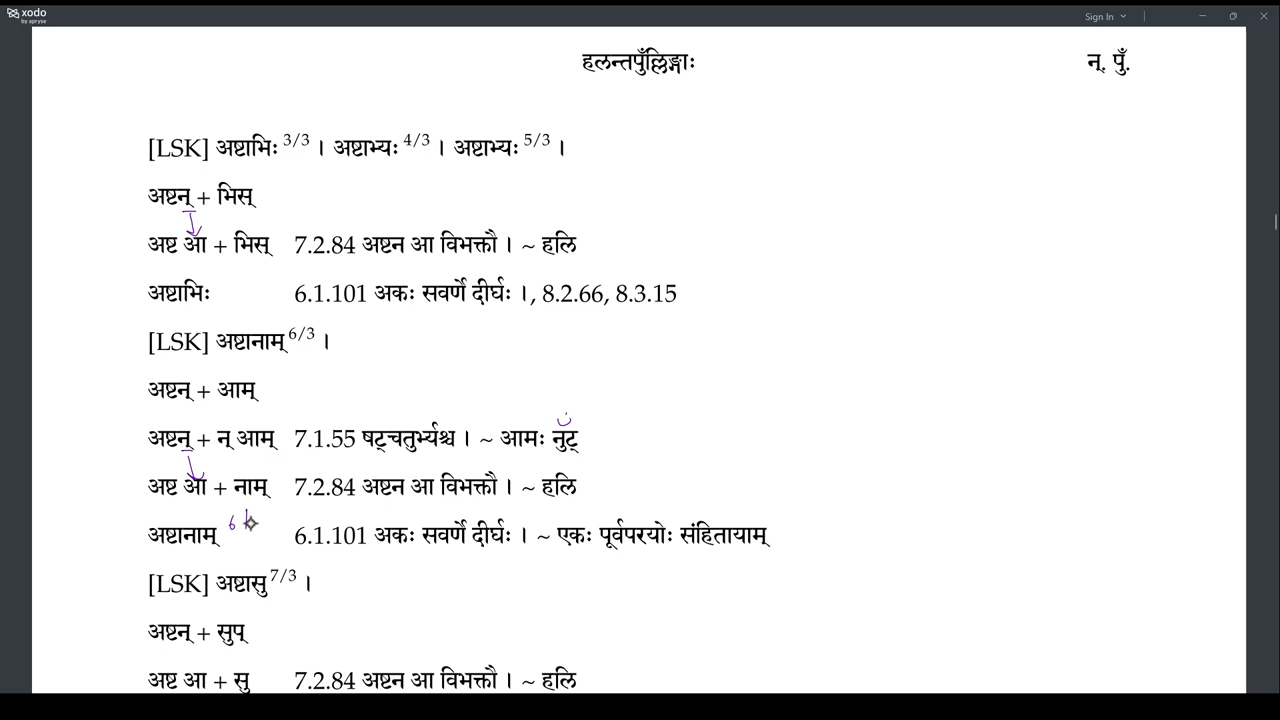 xodo
by apryse
Sign In
हलन्तपुँल्लिङ्गाः न्. पुँ.
[LSK] अष्टाभिः 3/3 । अष्टाभ्यः 4/3 । अष्टाभ्यः 5/3 ।
अष्टन् + भिस्
अष्ट आ + भिस् 7.2.84 अष्टन आ विभक्तौ । ~ हलि
अष्टाभिः 6.1.101 अकः सवर्णे दीर्घः ।, 8.2.66, 8.3.15
[LSK] अष्टानाम् 6/3 ।
अष्टन् + आम्
अष्टन् + न् आम् 7.1.55 षट्चतुर्भ्यश्च । ~ आमः नुट्
अष्ट आ + नाम् 7.2.84 अष्टन आ विभक्तौ । ~ हलि
अष्टानाम् 6 6.1.101 अकः सवर्णे दीर्घः । ~ एकः पूर्वपरयोः संहितायाम्
[LSK] अष्टासु 7/3 ।
अष्टन् + सुप्
अष्ट आ + सु 7.2.84 अष्टन आ विभक्तौ । ~ हलि